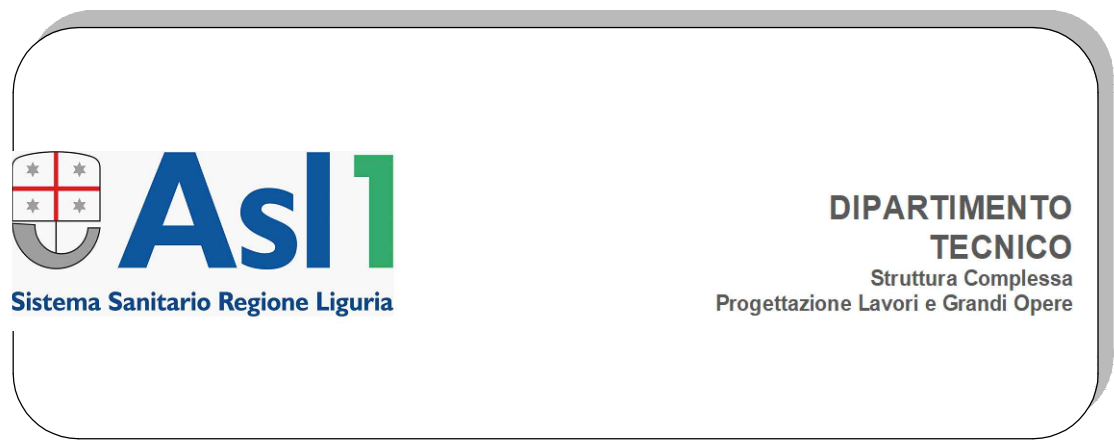 Asl1
Sistema Sanitario Regione Liguria
DIPARTIMENTO
TECNICO
Struttura Complessa
Progettazione Lavori e Grandi Opere